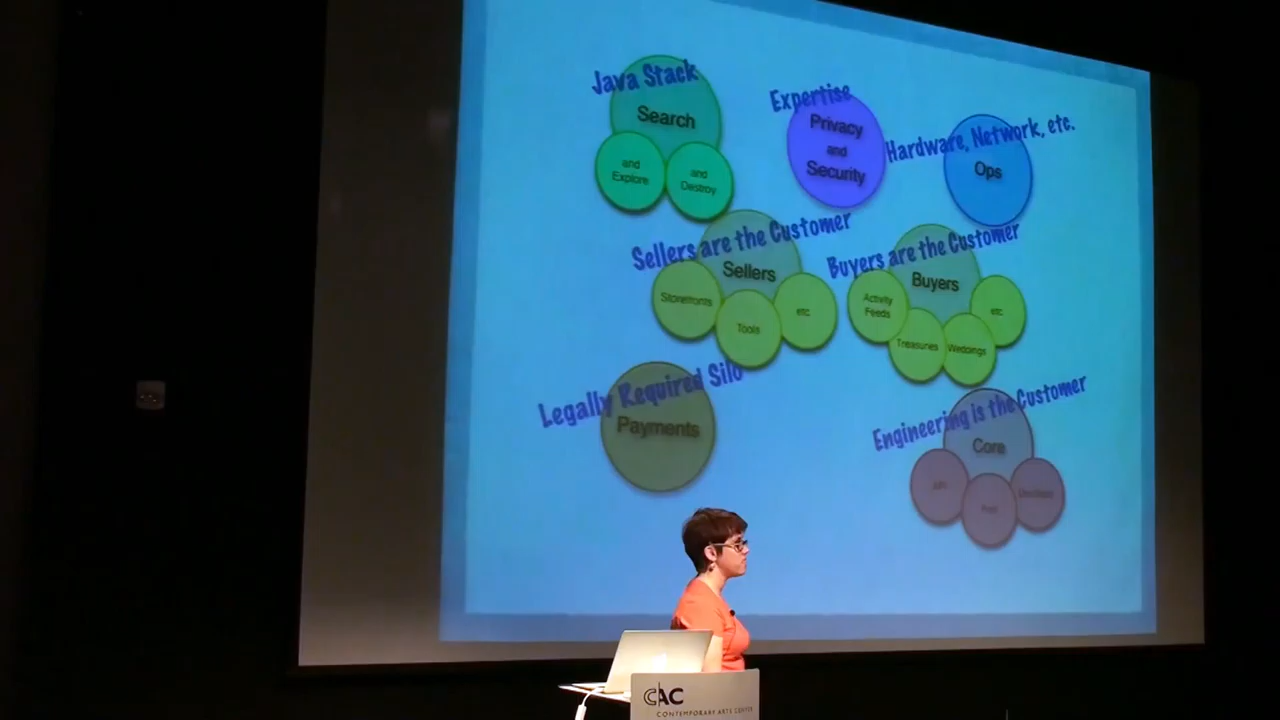 Java Stack
Search
and
Explore
and
Destroy
Expertise
Privacy
and
Security
Hardware, Network, etc.
Ops
Sellers are the Customer
Sellers
Storefronts
Tools
etc
Buyers are the Customer
Buyers
Activity
Feeds
Treasuries
Weddings
etc
Legally Required Silo
Payments
Engineering is the Customer
Core
API
CAC
CONTEMPORARY ARTS CENTER